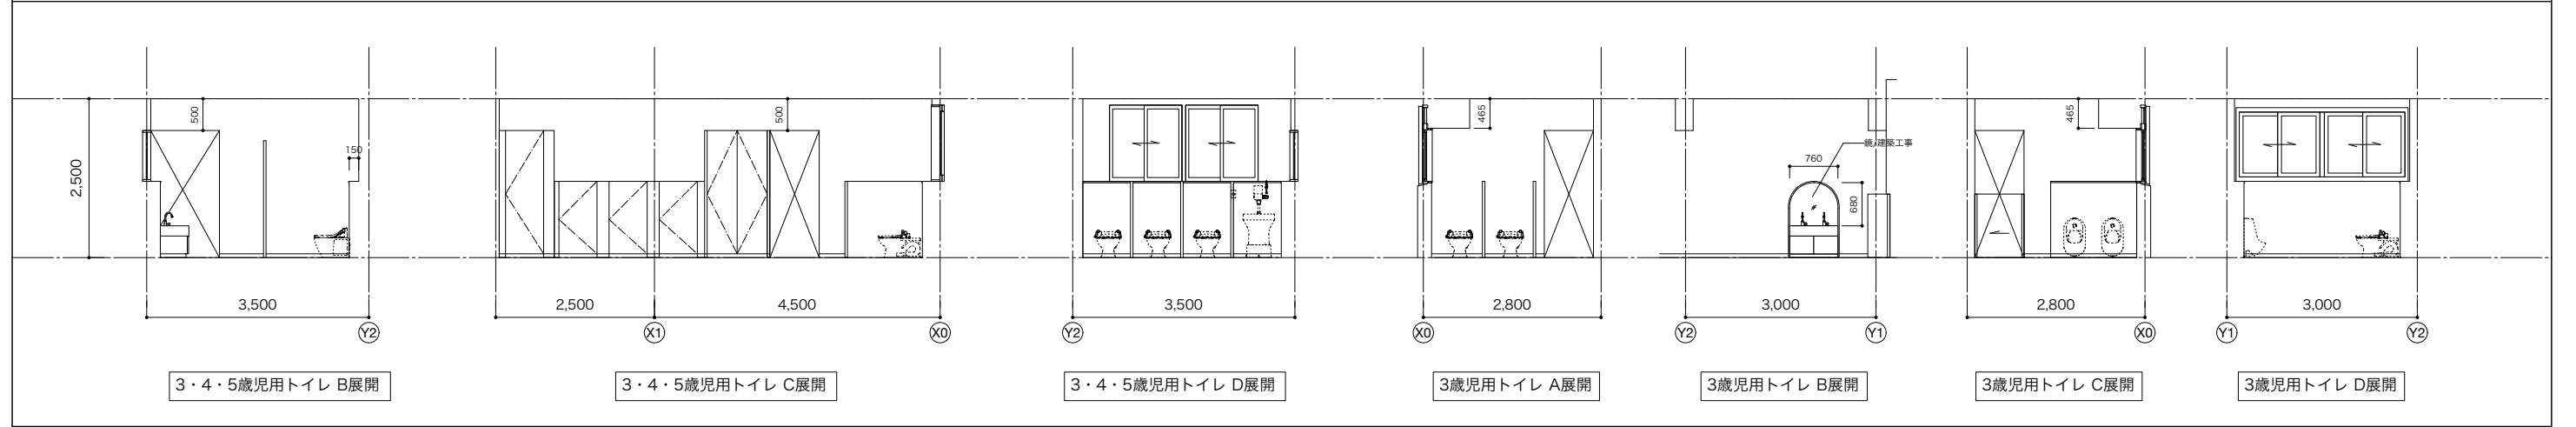 2,500
500
150
3,500
Y2
3・4・5歳児用トイレ B展開
500
2,500
4,500
X1
X0
3・4・5歳児用トイレ C展開
3,500
Y2
3・4・5歳児用トイレ D展開
465
2,800
X0
3歳児用トイレ A展開
鏡:建築工事
760
680
3,000
Y2
Y1
3歳児用トイレ B展開
465
2,800
X0
3歳児用トイレ C展開
3,000
Y1
Y2
3歳児用トイレ D展開